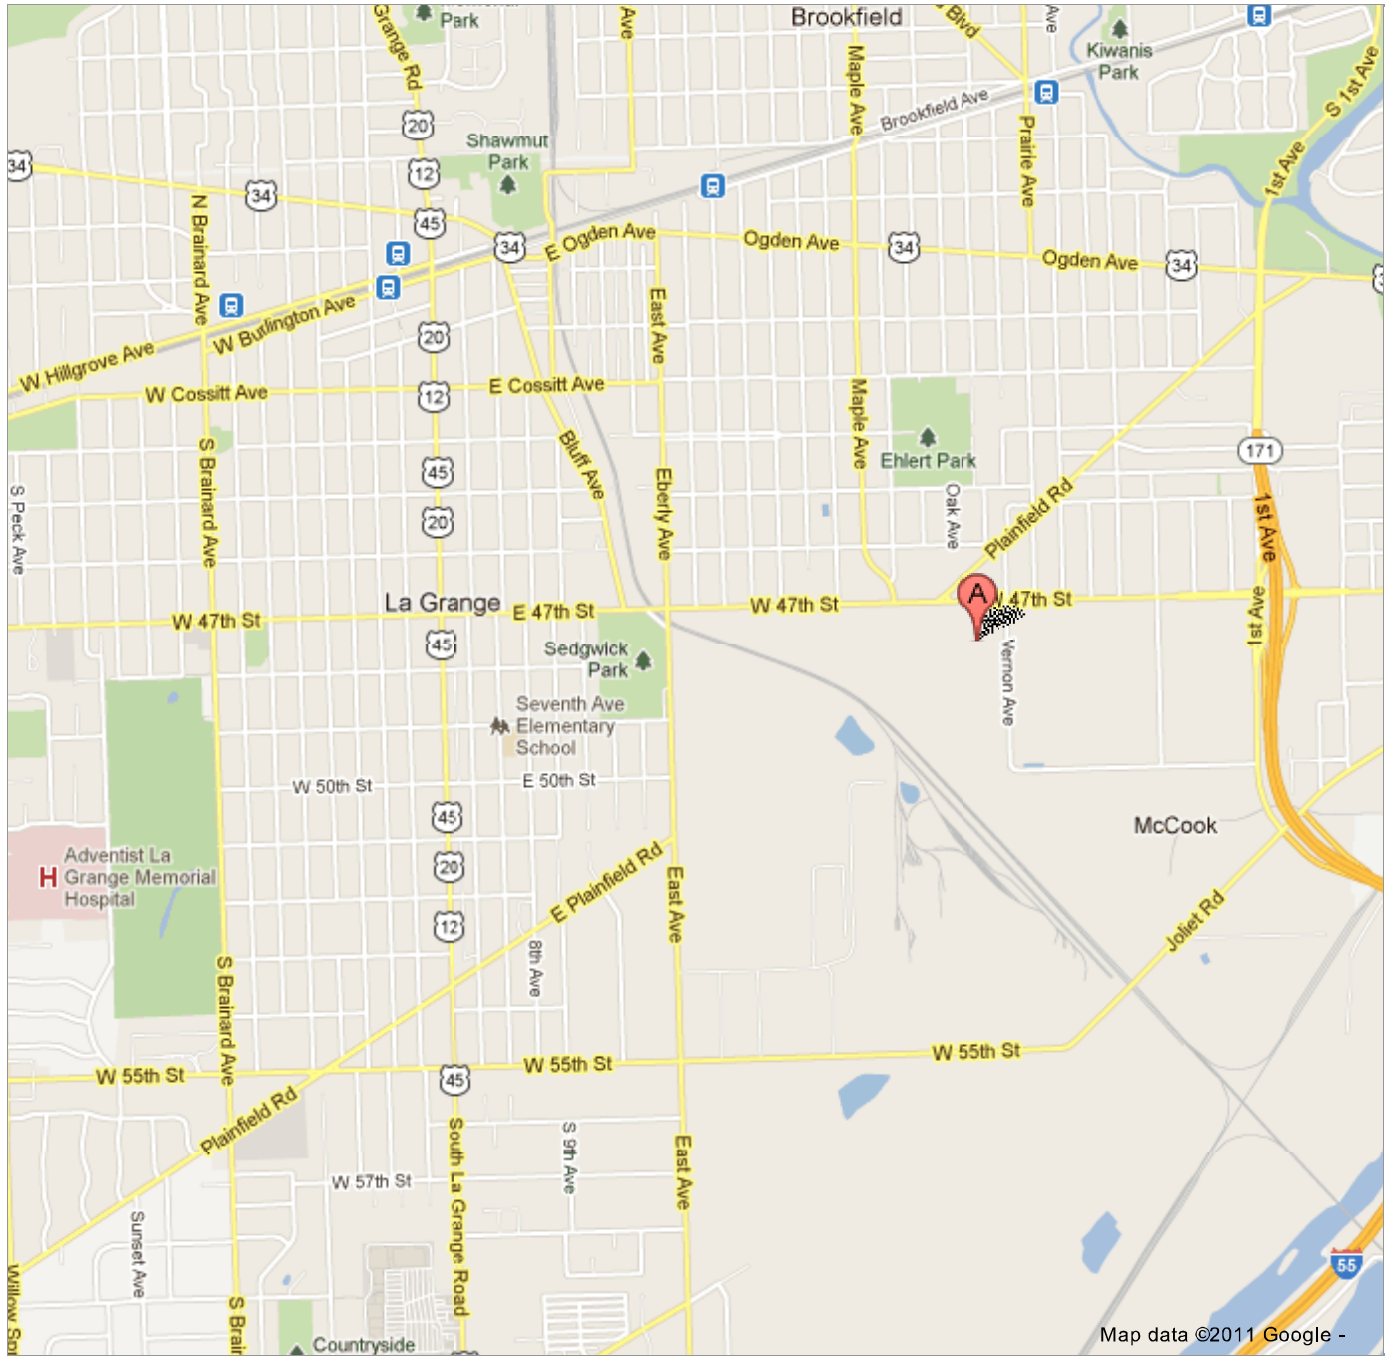 Memorial
Park
Grange Rd
Ave
Brookfield
Blvd
Ave
Kiwanis
Park
S 1st Ave
20
Shawmut
Park
Maple Ave
Brookfield Ave
Prairie Ave
1st Ave
34
12
34
45
N Brainard Ave
34
E Ogden Ave
Ogden Ave
34
Ogden Ave
34
W Hillgrove Ave
W Burlington Ave
20
East Ave
W Cossitt Ave
12
E Cossitt Ave
Maple Ave
S Brainard Ave
45
Bluff Ave
Eberly Ave
Ehlert Park
171
S Peck Ave
20
Oak Ave
Plainfield Rd
1st Ave
La Grange
W 47th St
E 47th St
W 47th St
A
W 47th St
1st Ave
45
Sedgwick
Park
Vernon Ave
Seventh Ave
Elementary
School
W 50th St
E 50th St
45
McCook
H
Adventist La
Grange Memorial
Hospital
20
E Plainfield Rd
East Ave
12
Joliet Rd
8th Ave
S Brainard Ave
W 55th St
W 55th St
W 55th St
45
Plainfield Rd
South La Grange Road
S 9th Ave
East Ave
W 57th St
Sunset Ave
55
Willow Spr
S Brain
Countryside
Map data ©2011 Google -